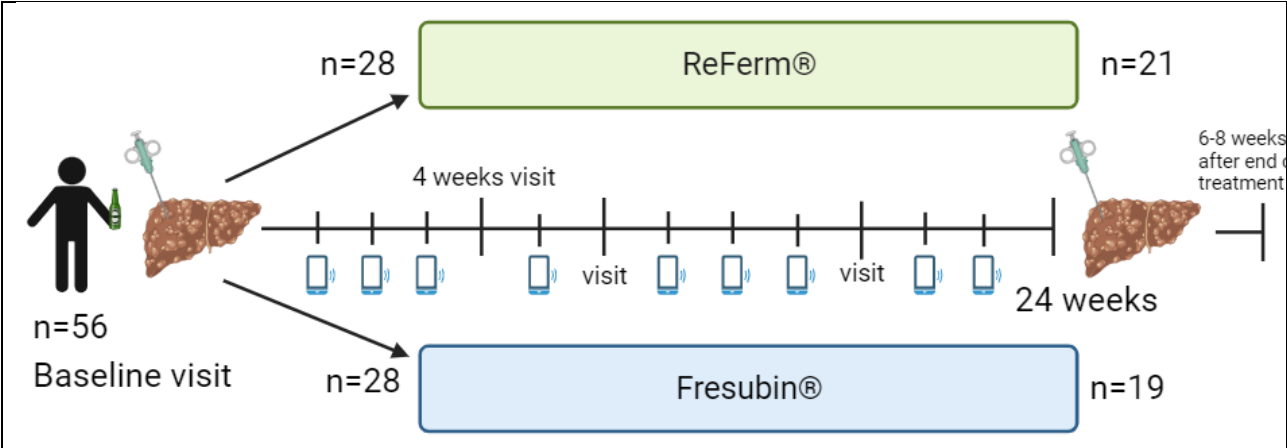 n=28
ReFerm®
n=21
4 weeks visit
6-8 weeks
after end
treatment
visit
visit
24 weeks
n=56
Baseline visit
n=28
Fresubin®
n=19